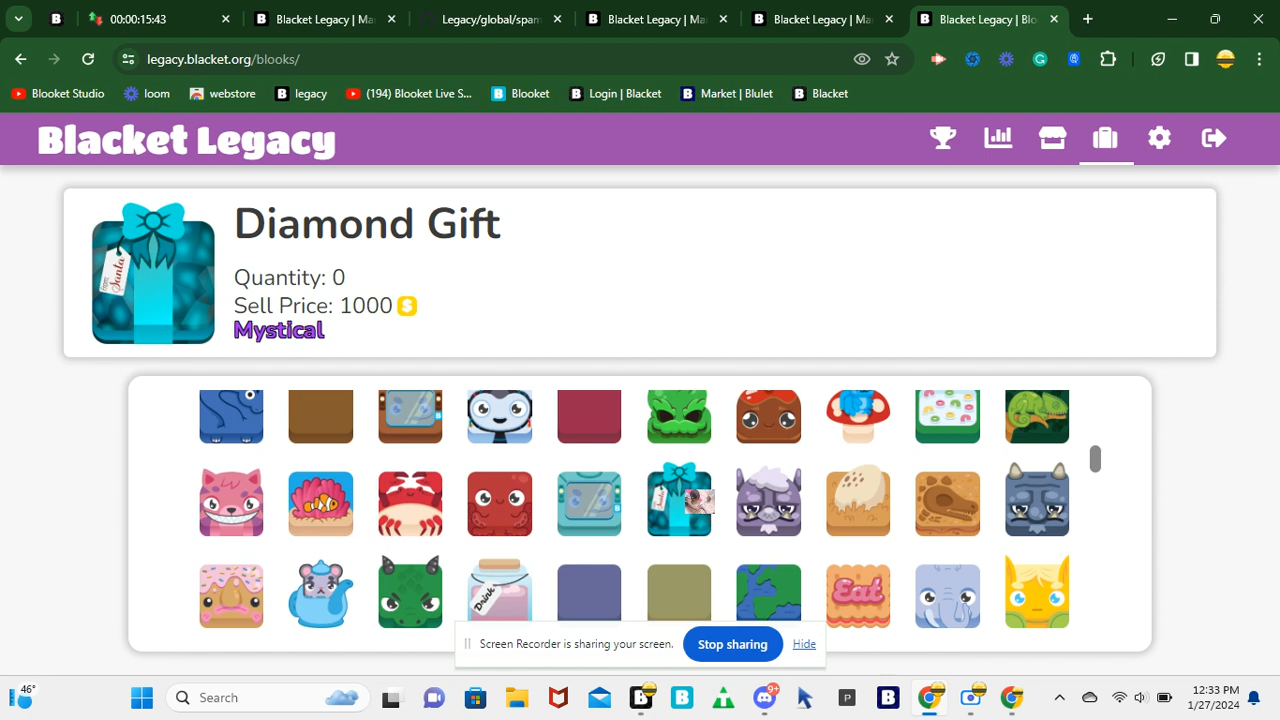 00:00:15:43
Blacket Legacy | Ma
Legacy/global/spam
Blacket Legacy | Ma
Blacket Legacy | Ma
Blacket Legacy | Blo
legacy.blacket.org/blooks/
Blooket Studio
loom
webstore
legacy
(194) Blooket Live S...
Blooket
Login | Blacket
Market | Blulet
Blacket
Blacket Legacy
Diamond Gift
Quantity: 0
Sell Price: 1000
Mystical
Santa
Drink
Eat
Screen Recorder is sharing your screen.
Stop sharing
Hide
46°
Search
9+
12:33 PM
1/27/2024